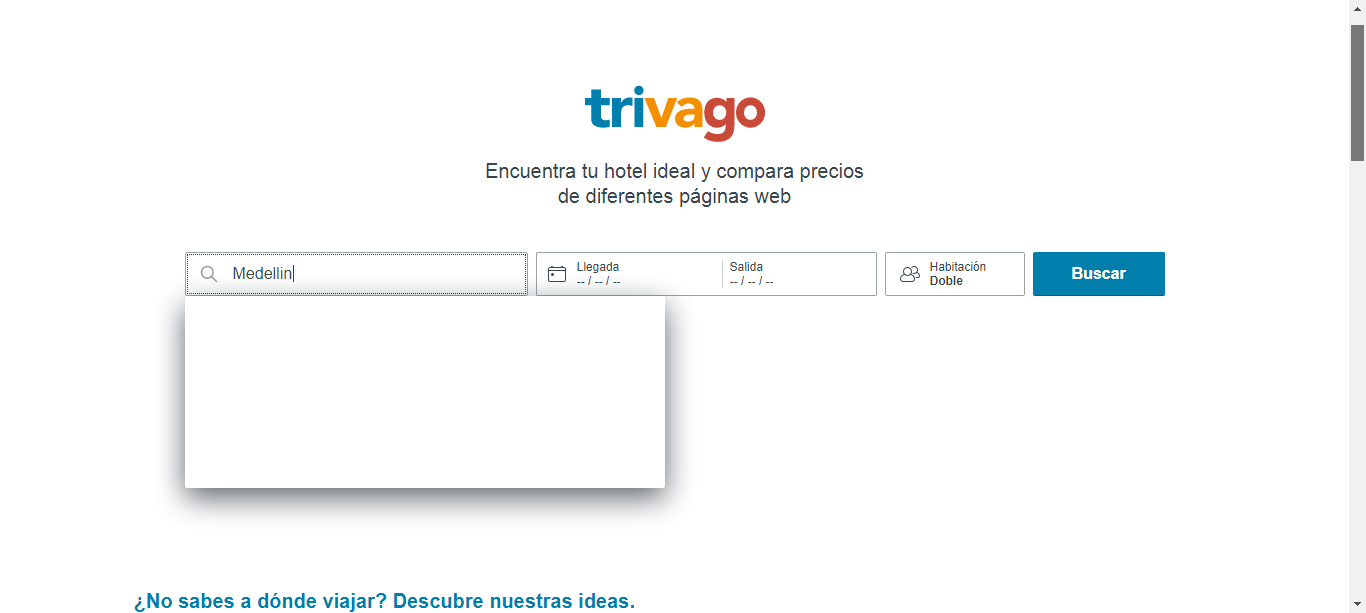 trivago
Encuentra tu hotel ideal y compara precios
de diferentes páginas web
Medellin
Llegada
-- / -- / --
Salida
-- / -- / --
Habitación
Doble
Buscar
¿No sabes a dónde viajar? Descubre nuestras ideas.